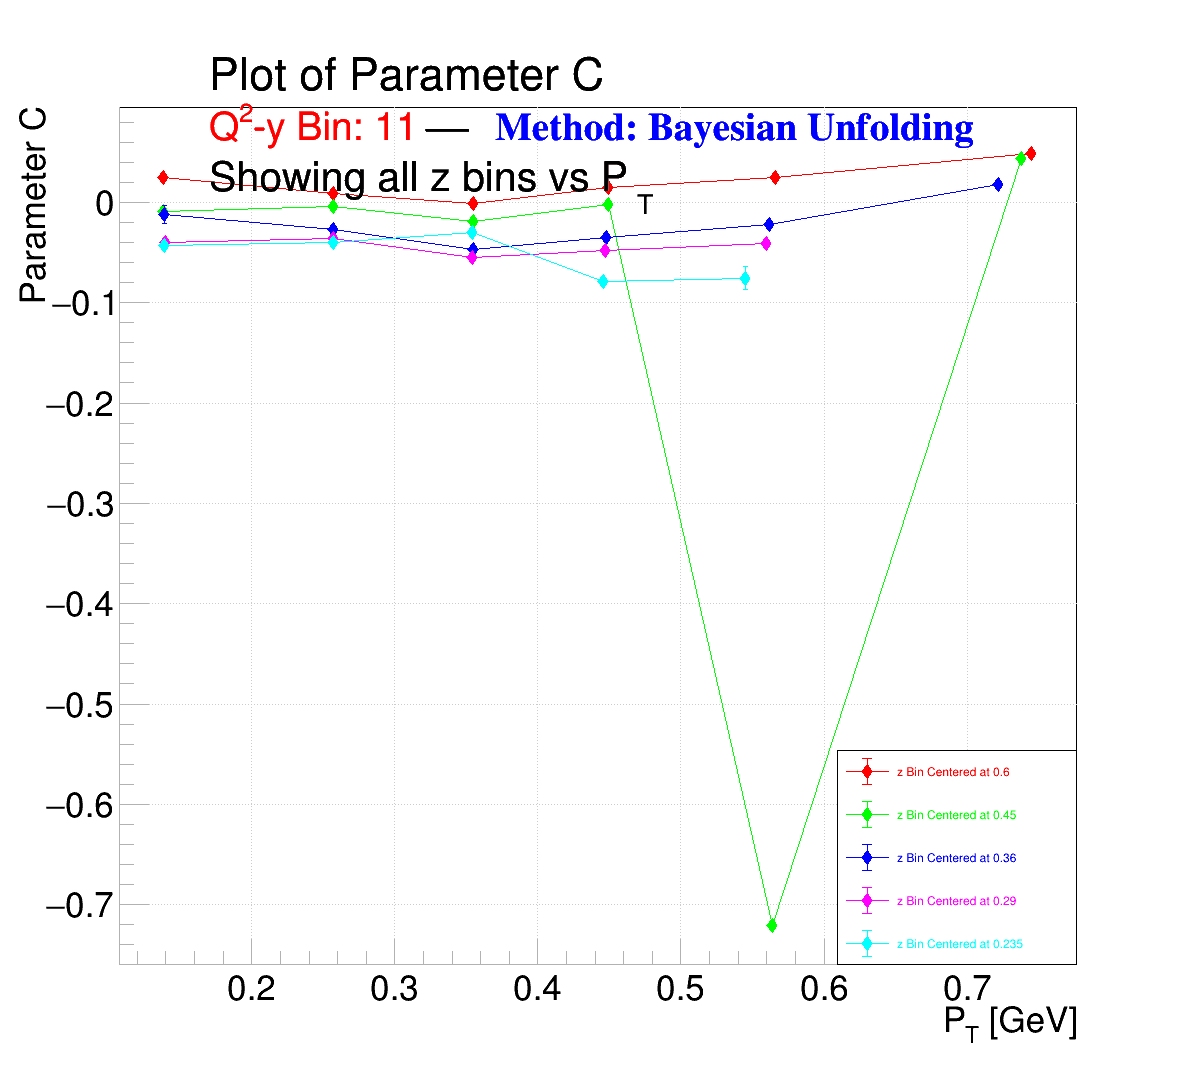 Plot of Parameter C
Q²-y Bin: 11 — Method: Bayesian Unfolding
Showing all z bins vs P_T
Parameter C
0
−0.1
−0.2
−0.3
−0.4
−0.5
−0.6
−0.7
z Bin Centered at 0.6
z Bin Centered at 0.45
z Bin Centered at 0.36
z Bin Centered at 0.29
z Bin Centered at 0.235
0.2 0.3 0.4 0.5 0.6 0.7
P_T [GeV]